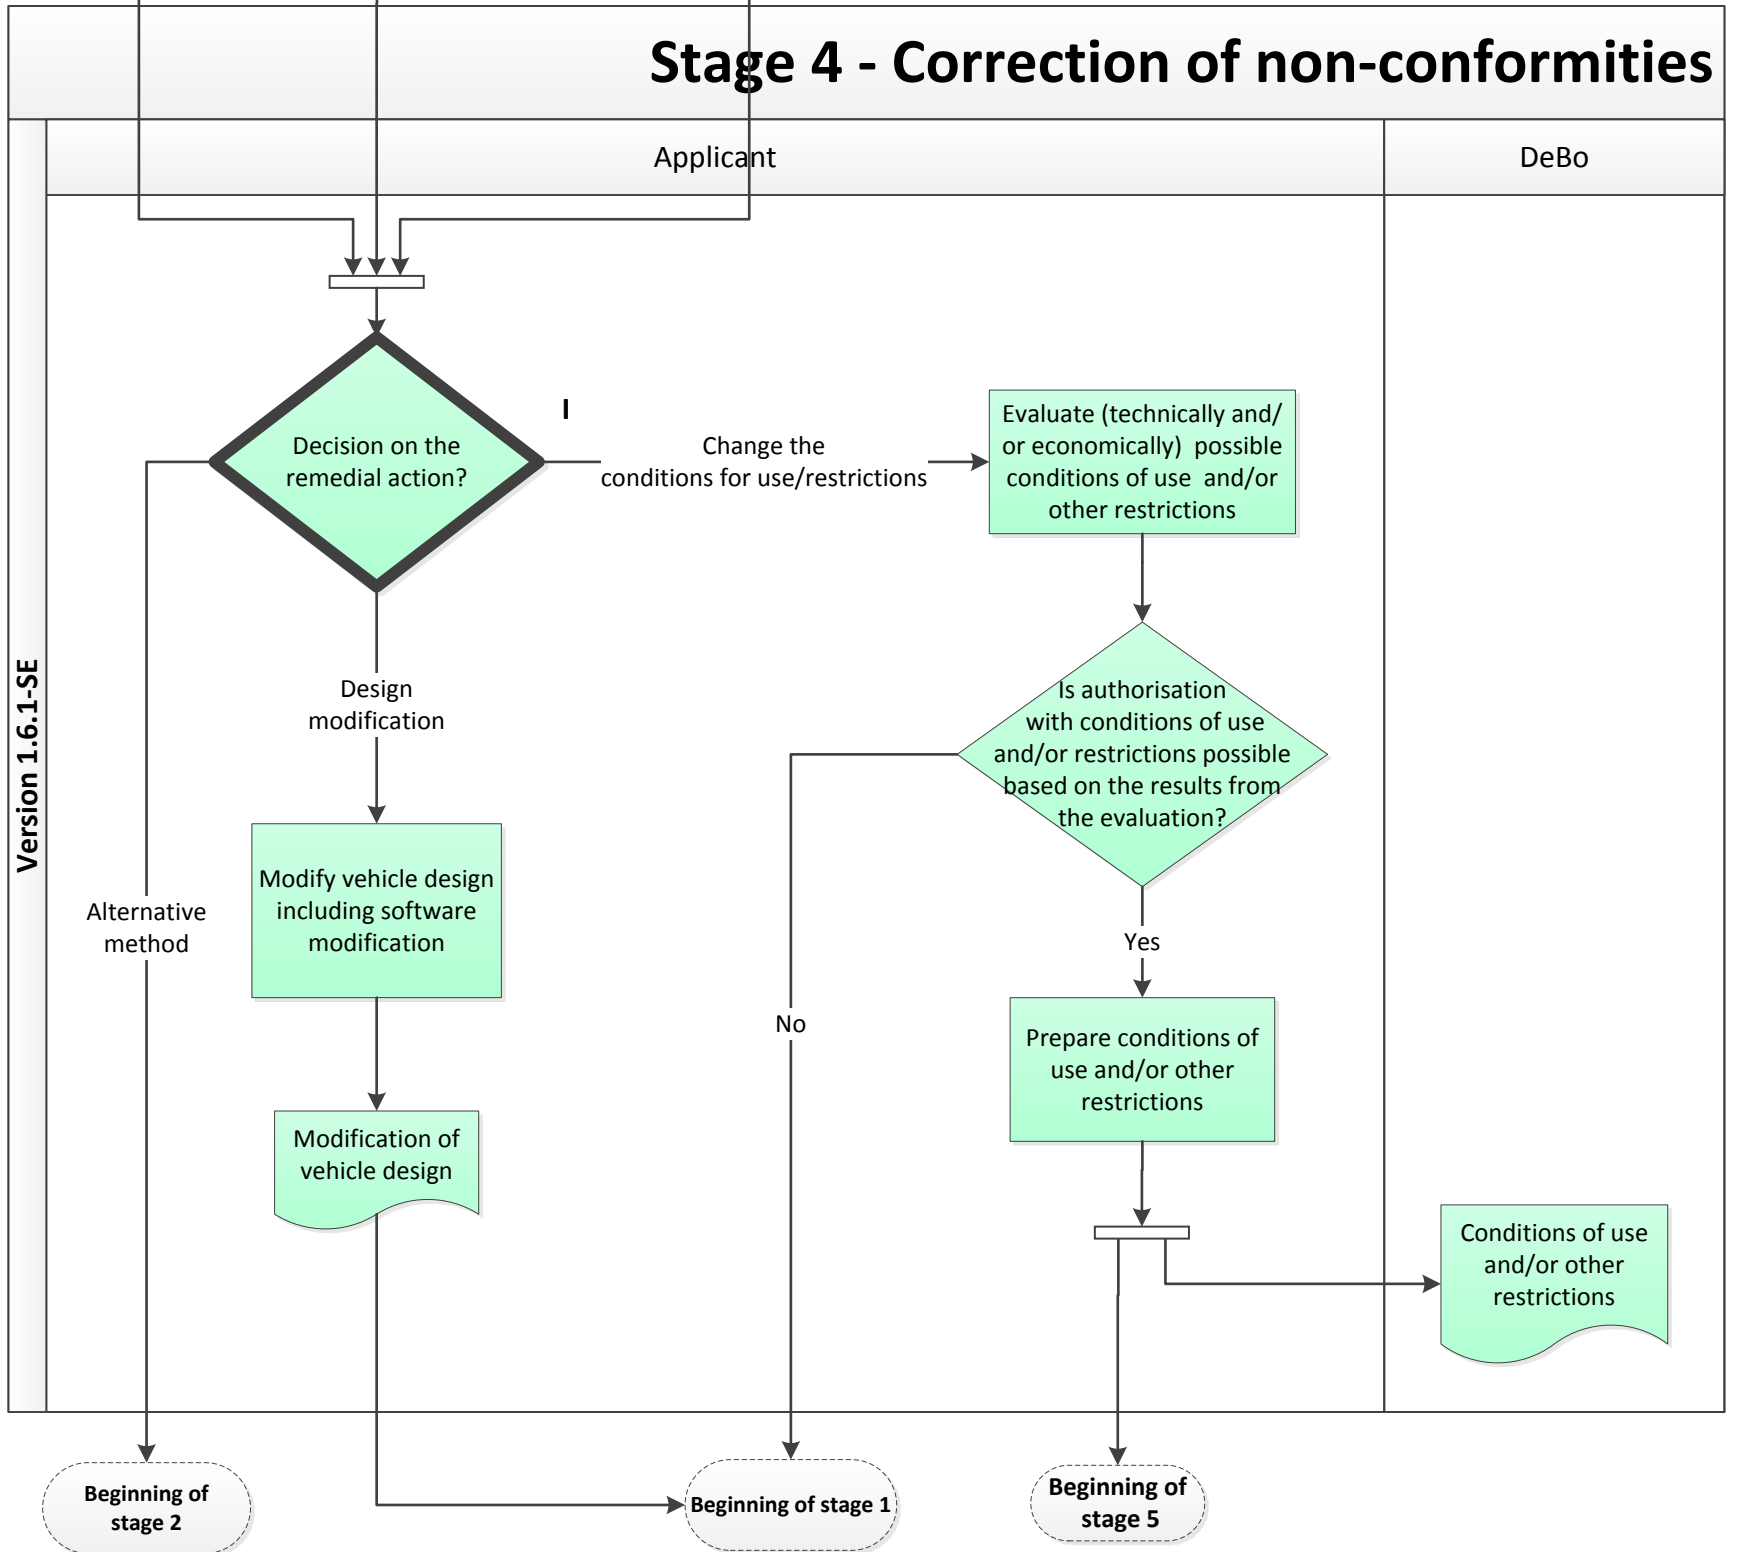 Stage 4 - Correction of non-conformities
Applicant
DeBo
Version 1.6.1-SE
Decision on the
remedial action?
I
Change the
conditions for use/restrictions
Evaluate (technically and/
or economically) possible
conditions of use and/or
other restrictions
Design
modification
Is authorisation
with conditions of use
and/or restrictions possible
based on the results from
the evaluation?
Modify vehicle design
including software
modification
Alternative
method
Yes
No
Prepare conditions of
use and/or other
restrictions
Modification of
vehicle design
Conditions of use
and/or other
restrictions
Beginning of
stage 2
Beginning of stage 1
Beginning of
stage 5